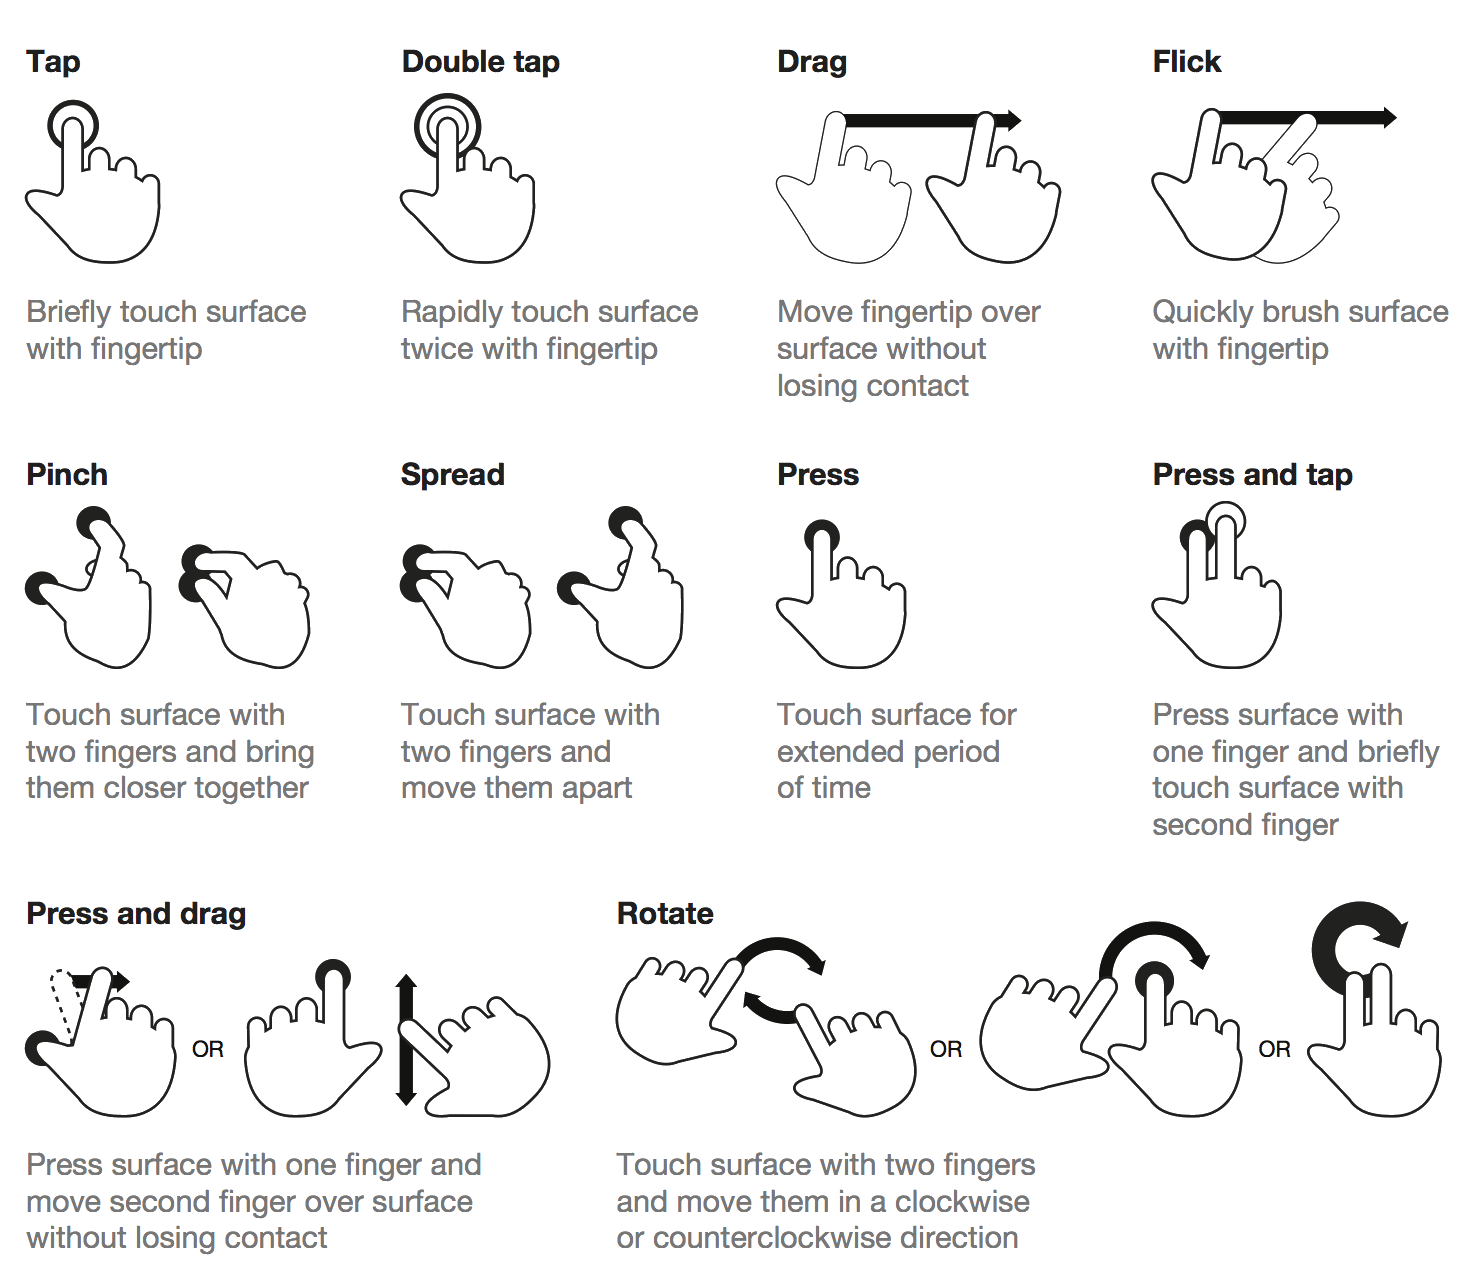 Tap
Briefly touch surface
with fingertip
Double tap
Rapidly touch surface
twice with fingertip
Drag
Move fingertip over
surface without
losing contact
Flick
Quickly brush surface
with fingertip
Pinch
Touch surface with
two fingers and bring
them closer together
Spread
Touch surface with
two fingers and
move them apart
Press
Touch surface for
extended period
of time
Press and tap
Press surface with
one finger and briefly
touch surface with
second finger
Press and drag
OR
Press surface with one finger and
move second finger over surface
without losing contact
Rotate
OR
OR
Touch surface with two fingers
and move them in a clockwise
or counterclockwise direction